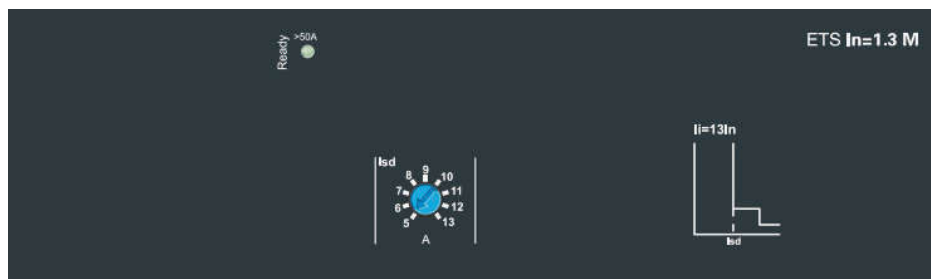 Ready
>50A
ETS In=1.3 M
Ii=13In
Isd
9
8
10
7
11
6
12
5
13
A
Isd